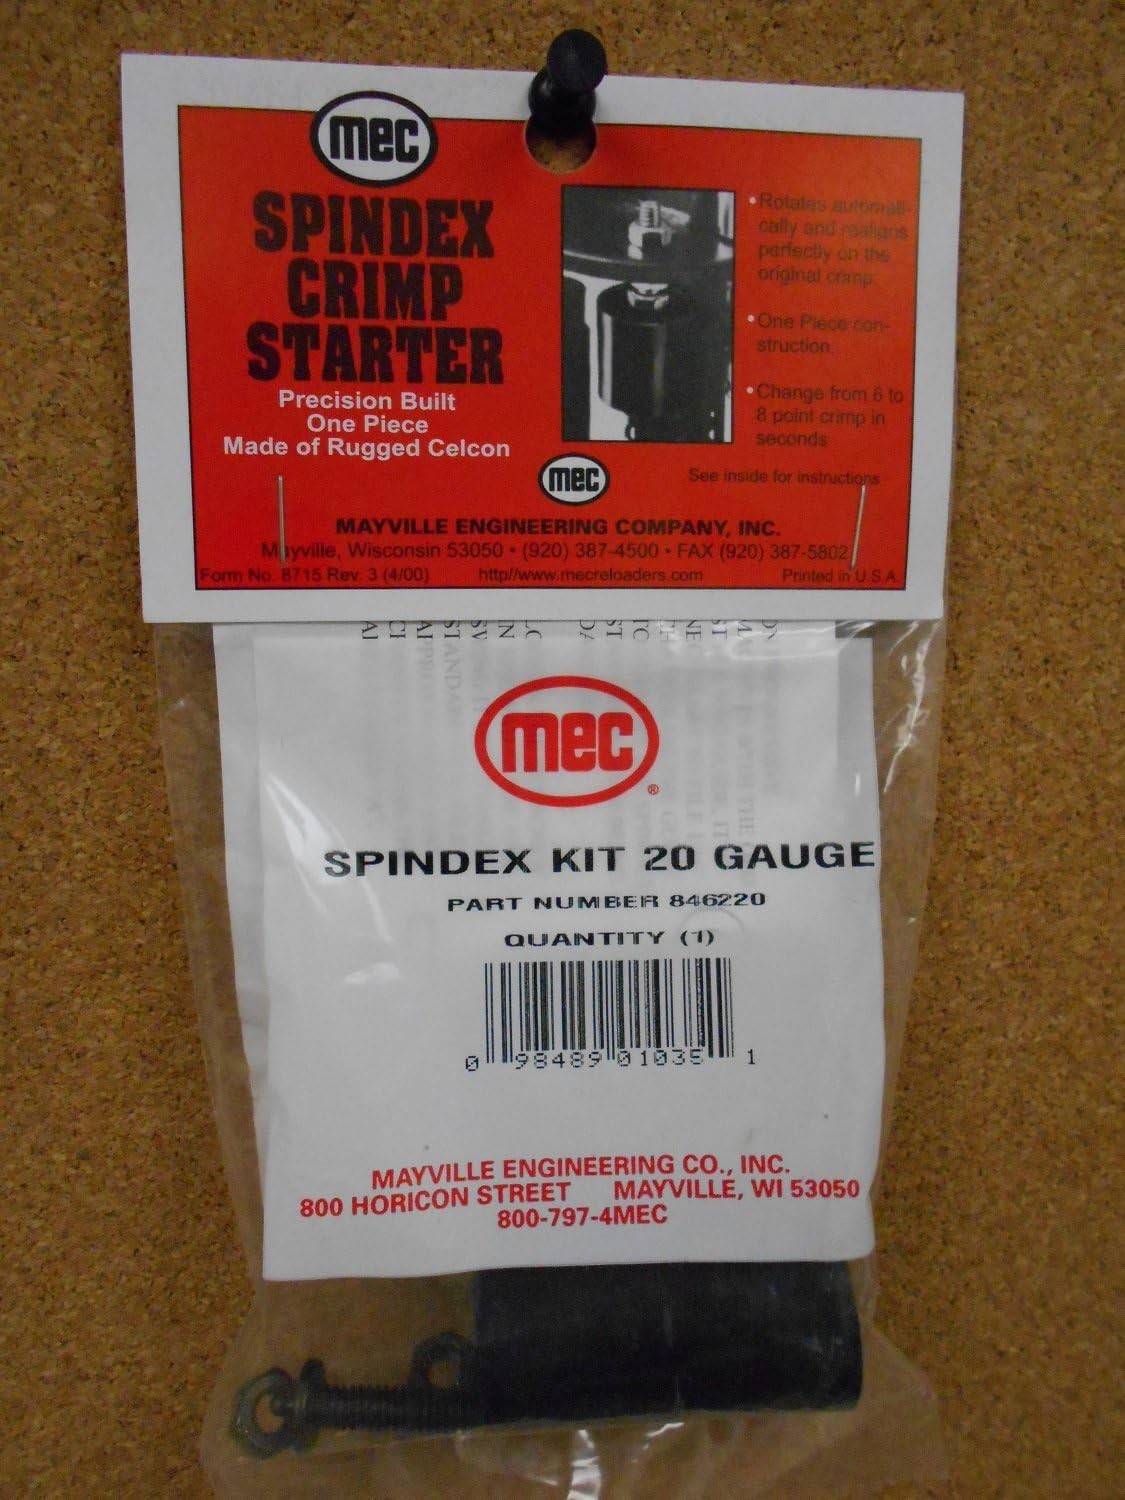 mec
SPINDEX
CRIMP
STARTER
Precision Built
One Piece
Made of Rugged Celcon
• Rotates automati-
cally and realigns
perfectly on the
original crimp.
• One Piece con-
struction.
• Change from 6 to
8 point crimp in
seconds
mec
See inside for instructions
MAYVILLE ENGINEERING COMPANY, INC.
Mayville, Wisconsin 53050 • (920) 387-4500 • FAX (920) 387-5802
Form No. 8715 Rev. 3 (4/00) http//www.mecreloaders.com Printed in U.S.A.
mec®
SPINDEX KIT 20 GAUGE
PART NUMBER 846220
QUANTITY (1)
0 98489 01035 1
MAYVILLE ENGINEERING CO., INC.
800 HORICON STREET MAYVILLE, WI 53050
800-797-4MEC